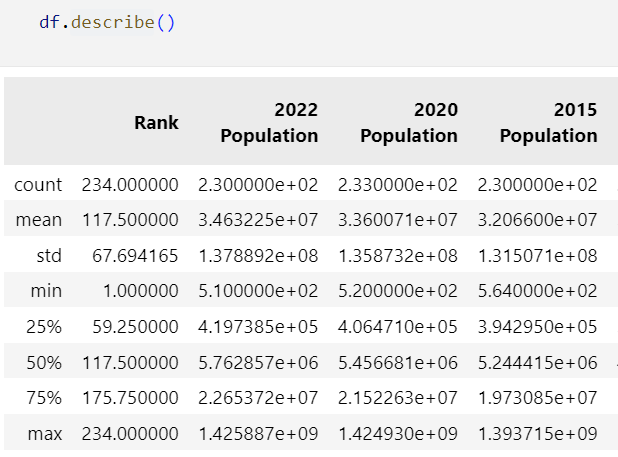 df.describe()
Rank 2022 Population 2020 Population 2015 Population
count 234.000000 2.300000e+02 2.330000e+02 2.300000e+02
mean 117.500000 3.463225e+07 3.360071e+07 3.206600e+07
std 67.694165 1.378892e+08 1.358732e+08 1.315071e+08
min 1.000000 5.100000e+02 5.200000e+02 5.640000e+02
25% 59.250000 4.197385e+05 4.064710e+05 3.942950e+05
50% 117.500000 5.762857e+06 5.456681e+06 5.244415e+06
75% 175.750000 2.265372e+07 2.152263e+07 1.973085e+07
max 234.000000 1.425887e+09 1.424930e+09 1.393715e+09